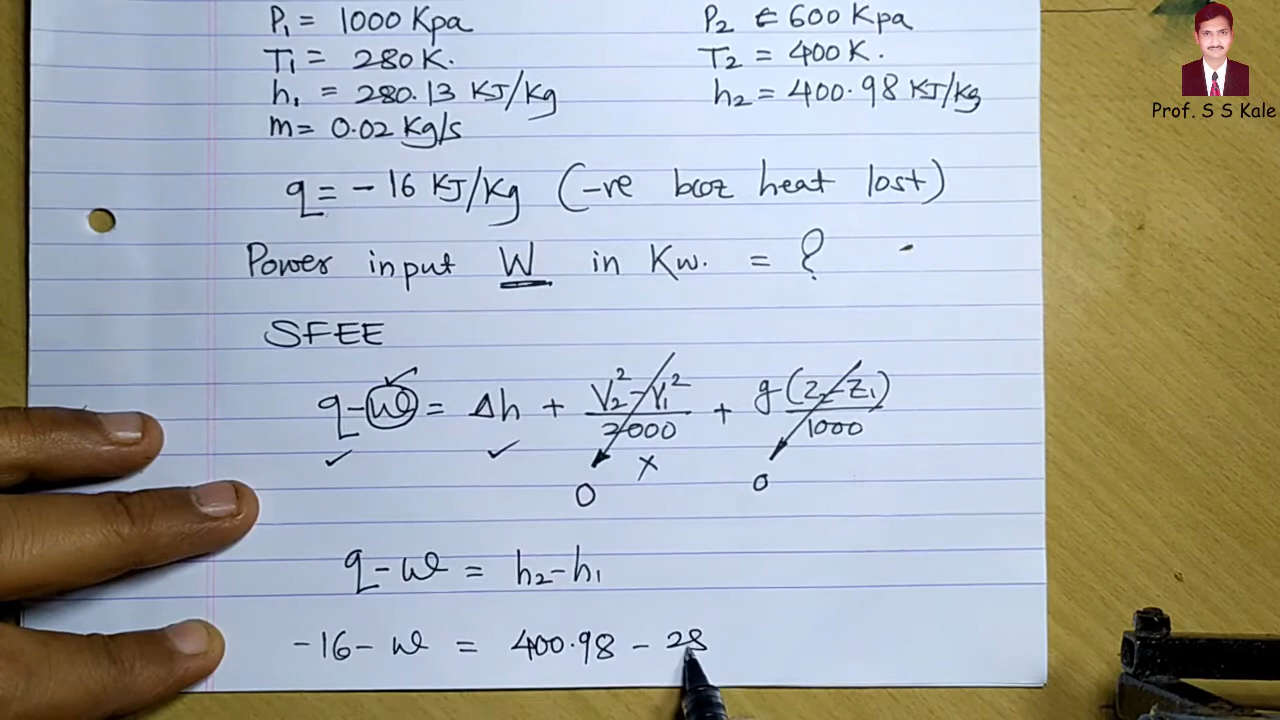 P₁ = 1000 Kpa P₂ = 600 Kpa
T₁ = 280 K. T₂ = 400 K.
h₁ = 280.13 KJ/Kg h₂ = 400.98 KJ/Kg
m = 0.02 Kg/s
Prof. S S Kale
q = - 16 KJ/Kg (-re bcoz heat lost)
Power input W in Kw. = ?
SFEE
q - w = Δh + V₂² - V₁² / 2000 + g(z₂ - z₁) / 1000
0 x 0
q - w = h₂ - h₁
-16 - w = 400.98 - 28